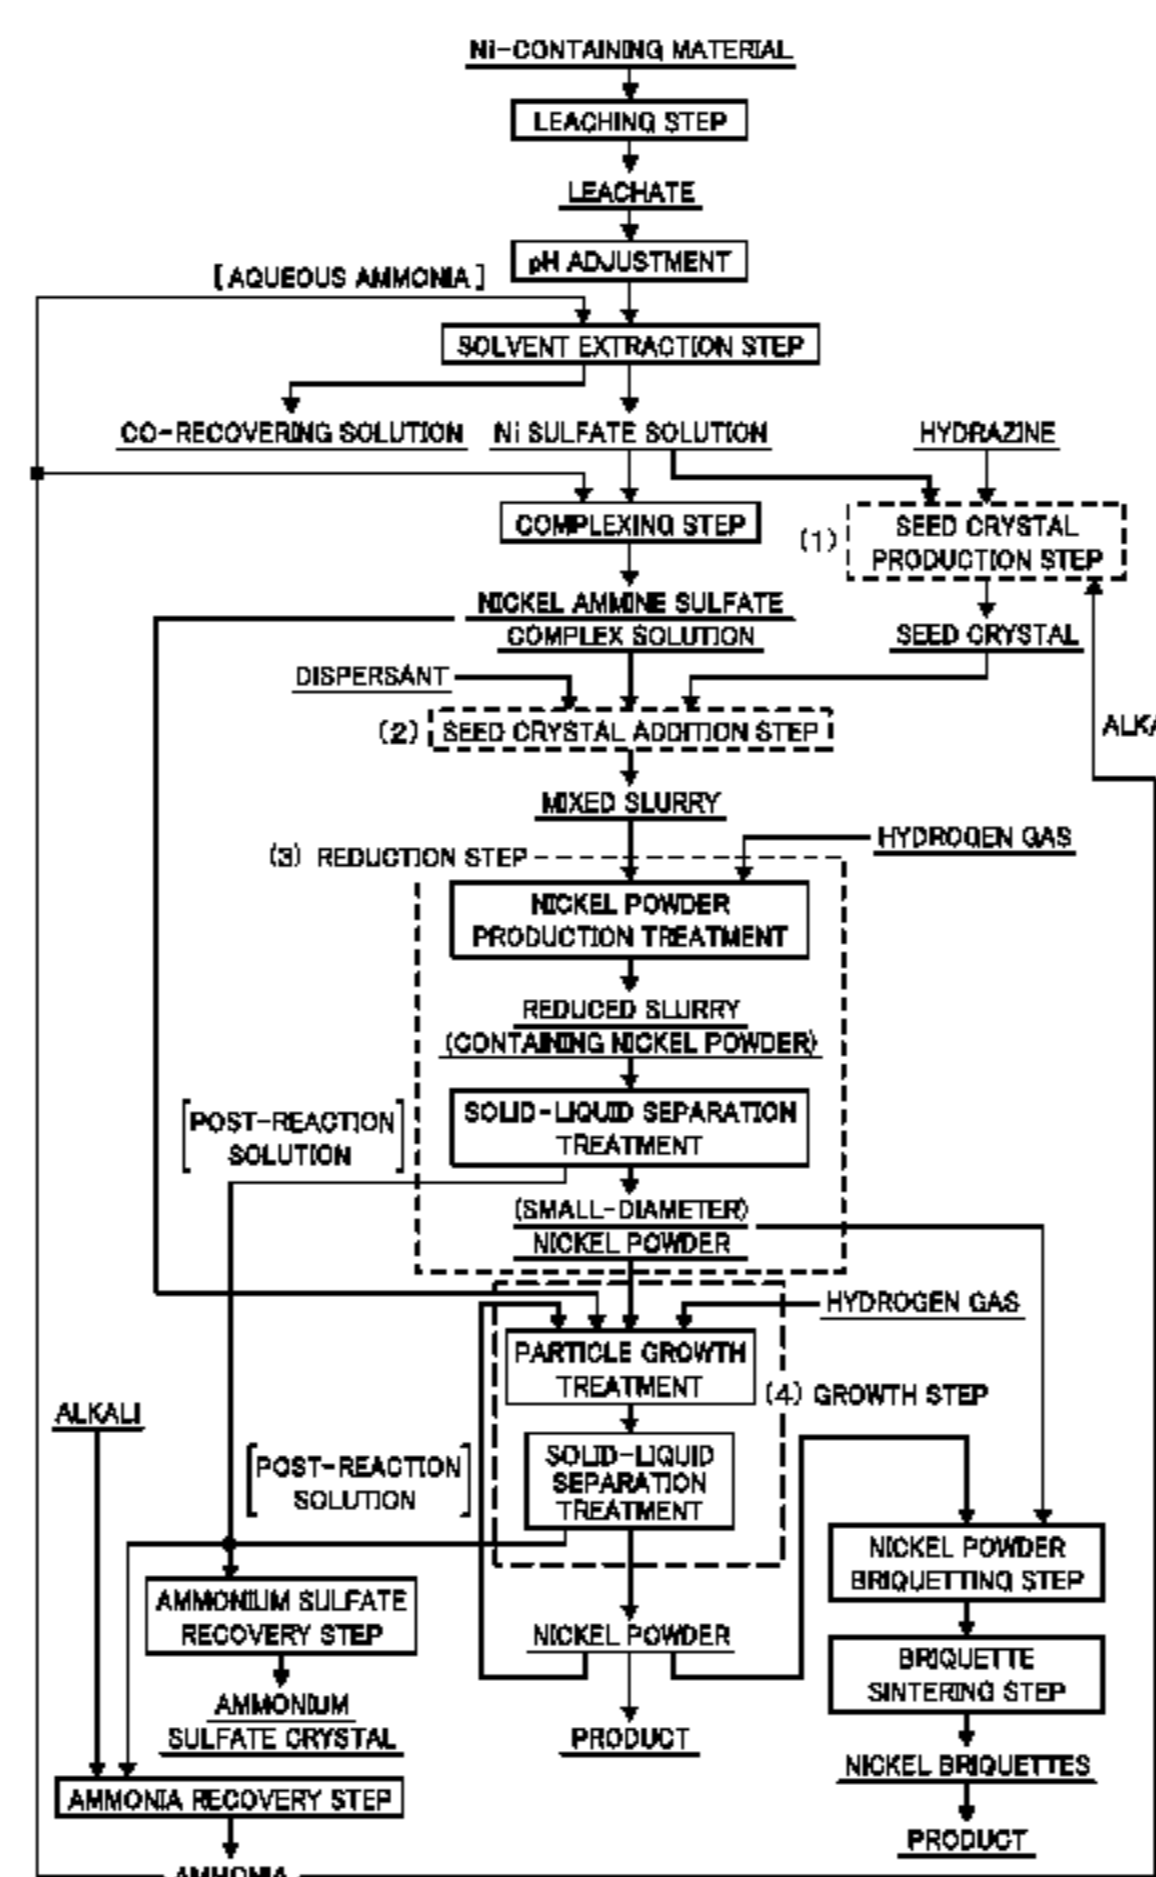 Ni-CONTAINING MATERIAL
LEACHING STEP
LEACHATE
pH ADJUSTMENT
[AQUEOUS AMMONIA]
SOLVENT EXTRACTION STEP
CO-RECOVERING SOLUTION
Ni SULFATE SOLUTION
HYDRAZINE
COMPLEXING STEP
(1)
SEED CRYSTAL
PRODUCTION STEP
NICKEL AMMINE SULFATE
COMPLEX SOLUTION
SEED CRYSTAL
DISPERSANT
(2) SEED CRYSTAL ADDITION STEP
ALKA
MIXED SLURRY
HYDROGEN GAS
(3) REDUCTION STEP
NICKEL POWDER
PRODUCTION TREATMENT
REDUCED SLURRY
(CONTAINING NICKEL POWDER)
[POST-REACTION
SOLUTION]
SOLID-LIQUID SEPARATION
TREATMENT
(SMALL-DIAMETER)
NICKEL POWDER
HYDROGEN GAS
PARTICLE GROWTH
TREATMENT
(4) GROWTH STEP
ALKALI
[POST-REACTION
SOLUTION]
SOLID-LIQUID
SEPARATION
TREATMENT
NICKEL POWDER
BRIQUETTING STEP
AMMONIUM SULFATE
RECOVERY STEP
NICKEL POWDER
BRIQUETTE
SINTERING STEP
AMMONIUM
SULFATE CRYSTAL
PRODUCT
NICKEL BRIQUETTES
AMMONIA RECOVERY STEP
PRODUCT